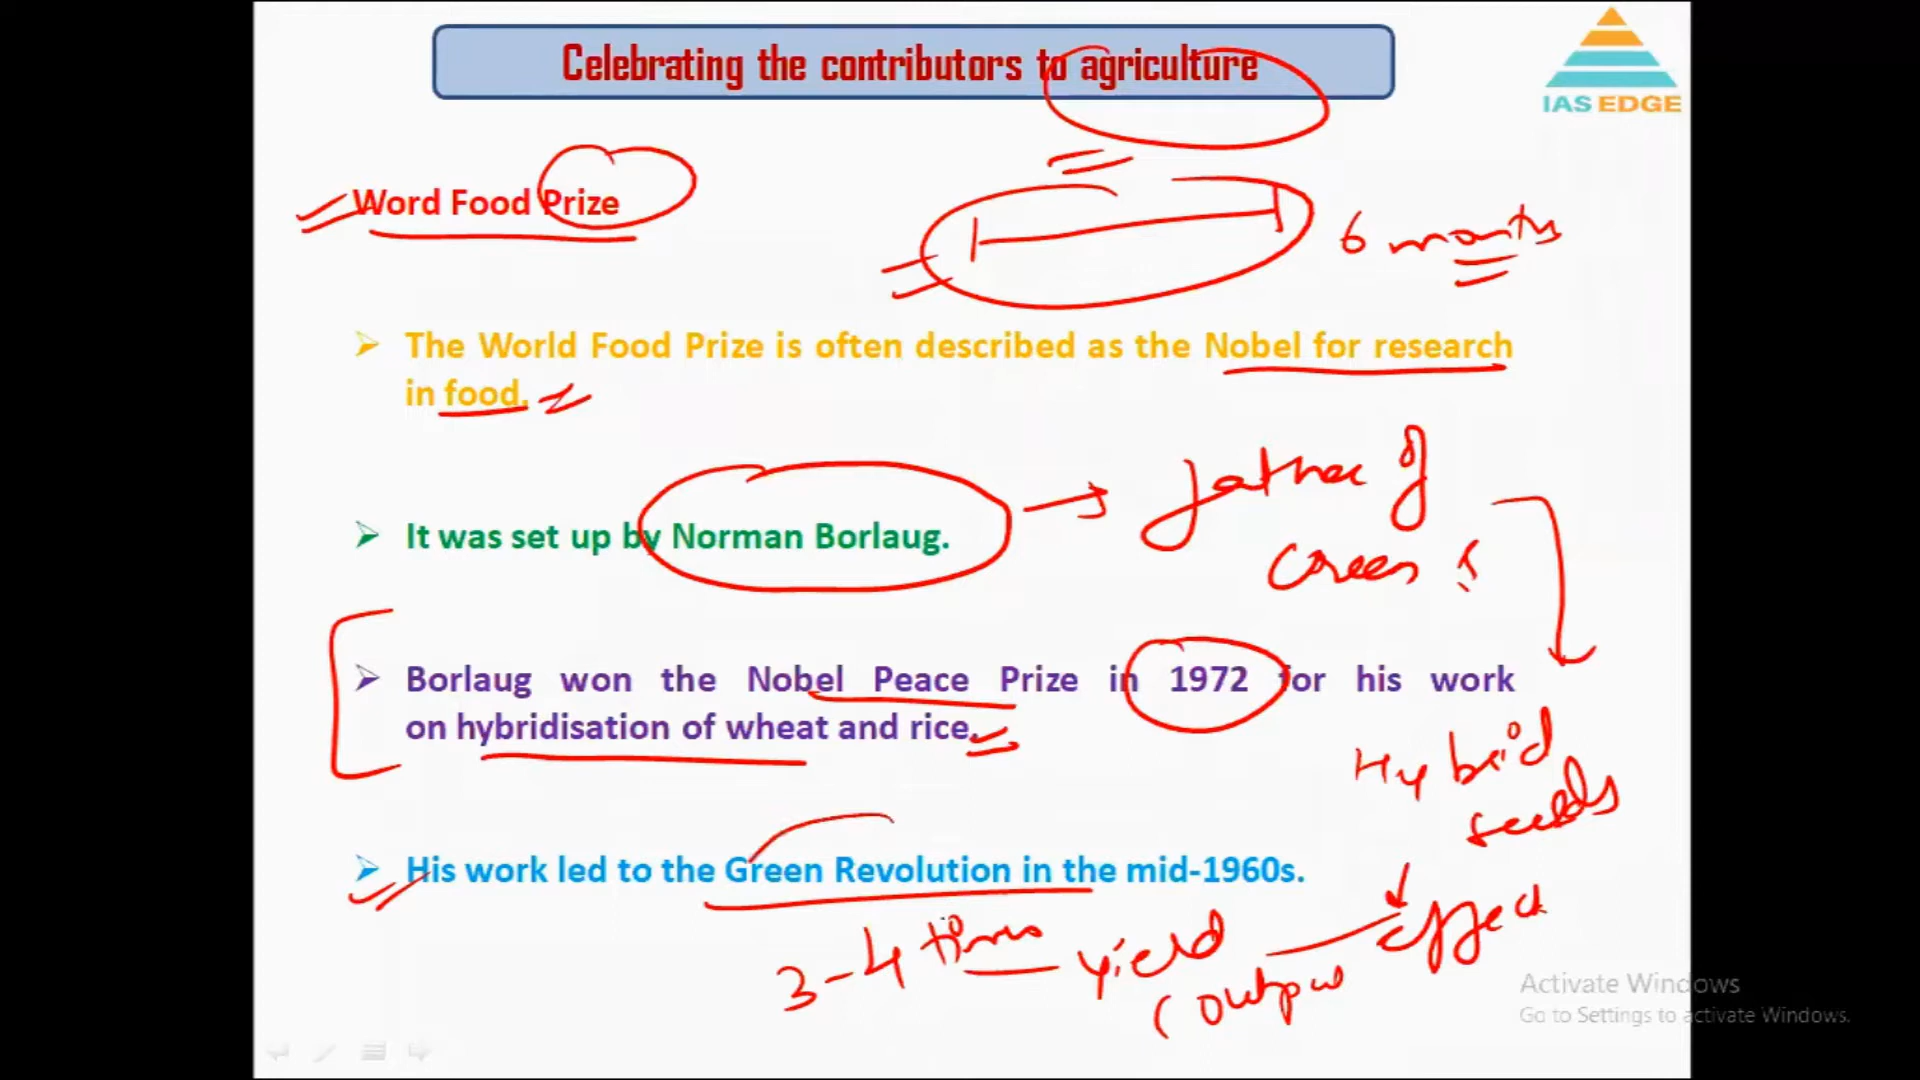 Celebrating the contributors to agriculture
IAS EDGE
Word Food Prize
6 months
The World Food Prize is often described as the Nobel for research
in food.
father of
Green
It was set up by Norman Borlaug.
Borlaug won the Nobel Peace Prize in 1972 for his work
on hybridisation of wheat and rice.
Hybrid
seeds
His work led to the Green Revolution in the mid-1960s.
3-4 times yield
effect
(output
Activate Windows
Go to Settings to activate Windows.